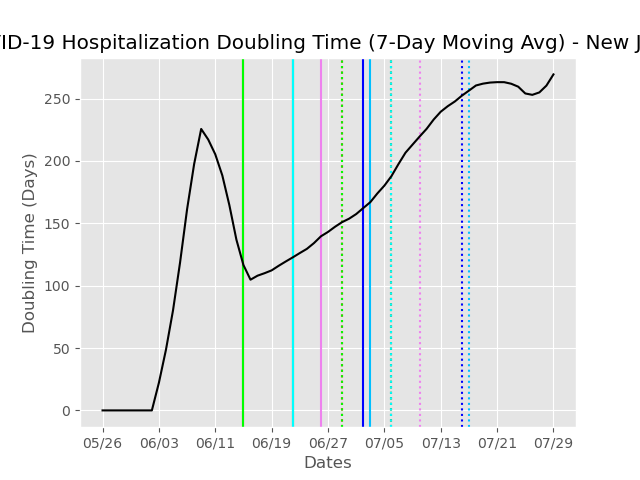 ID-19 Hospitalization Doubling Time (7-Day Moving Avg) - New J
Doubling Time (Days)
250
200
150
100
50
0
05/26 06/03 06/11 06/19 06/27 07/05 07/13 07/21 07/29
Dates